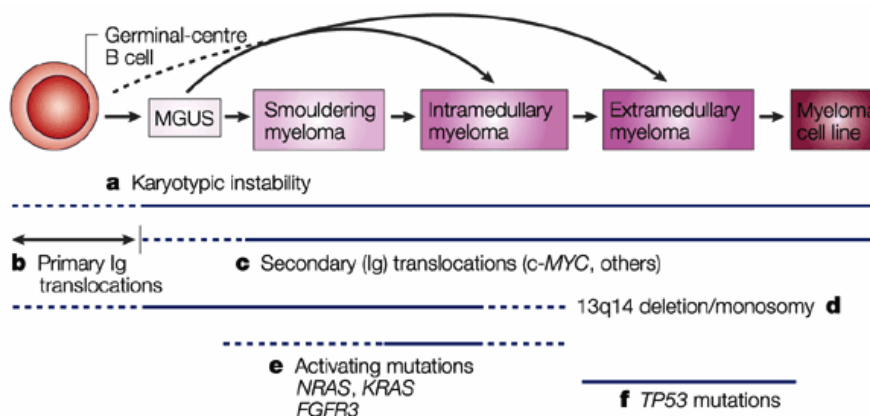 Germinal-centre
B cell
MGUS
Smouldering
myeloma
Intramedullary
myeloma
Extramedullary
myeloma
Myeloma
cell line
a Karyotypic instability
b Primary Ig
translocations
c Secondary (Ig) translocations (c-MYC, others)
13q14 deletion/monosomy d
e Activating mutations
NRAS, KRAS
FGFR3
f TP53 mutations